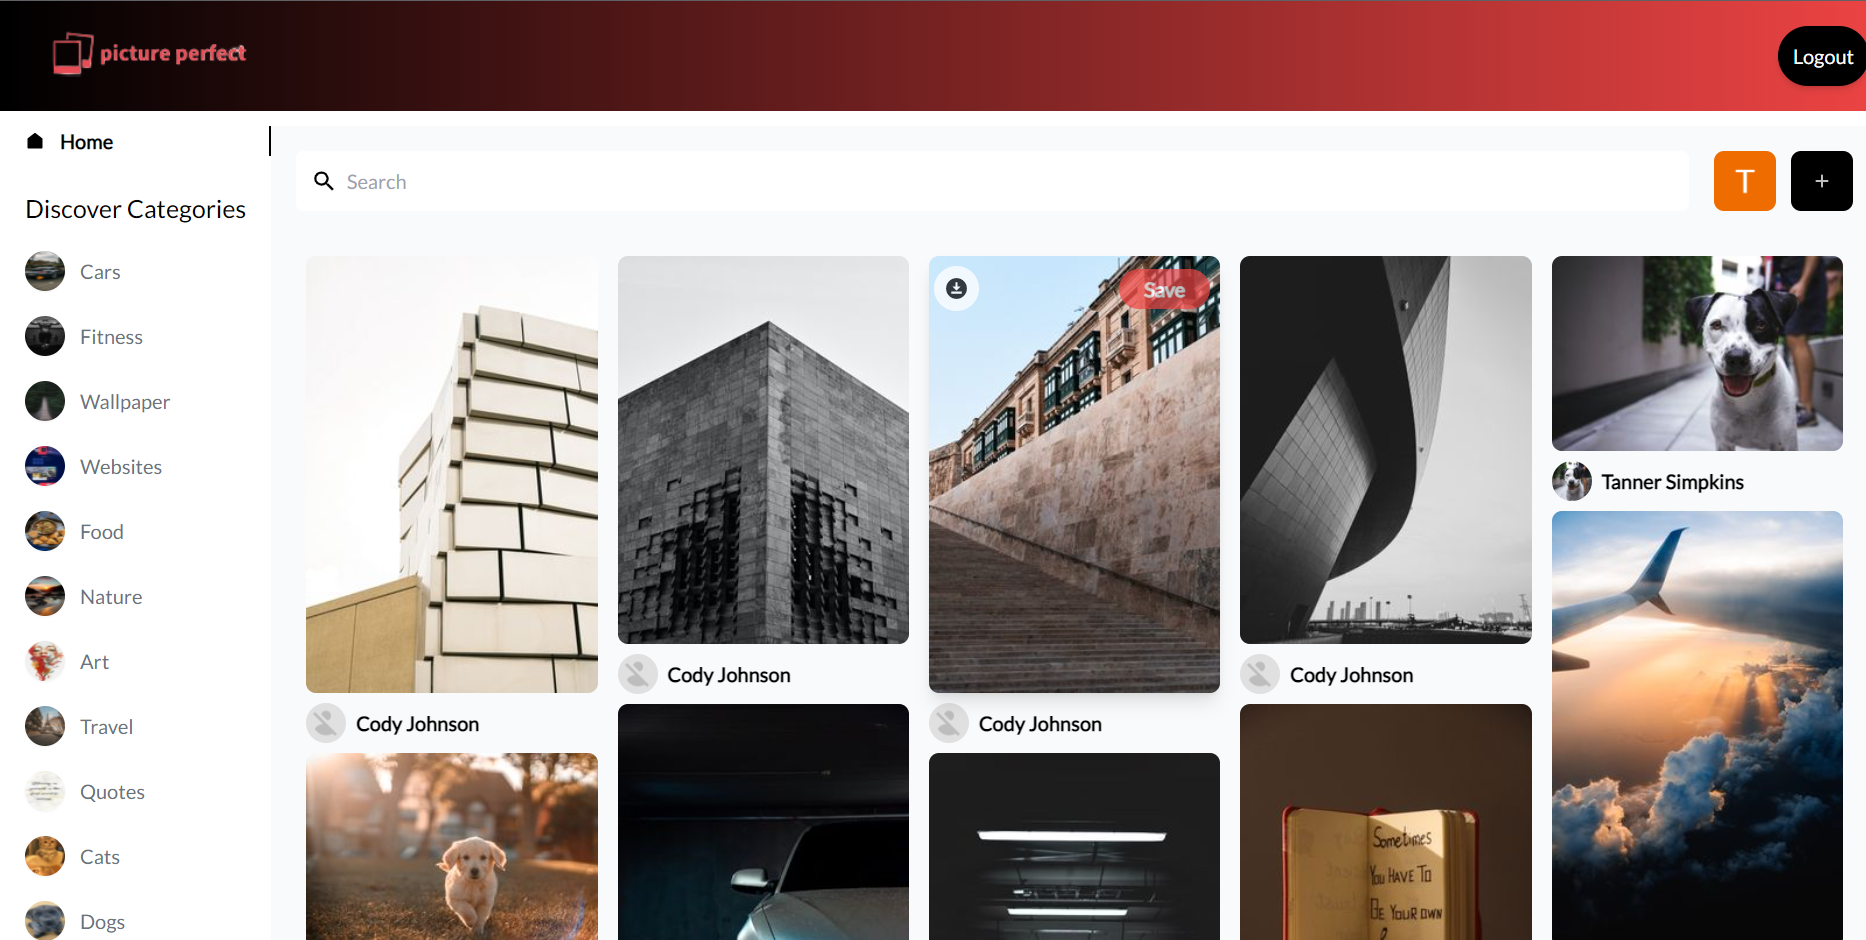 picture perfect
Logout
Home
Search
T
+
Discover Categories
Cars
Fitness
Wallpaper
Websites
Food
Nature
Art
Travel
Quotes
Cats
Dogs
Save
Cody Johnson
Cody Johnson
Cody Johnson
Cody Johnson
Tanner Simpkins
Sometimes
You HAVE TO
BE YOUR OWN